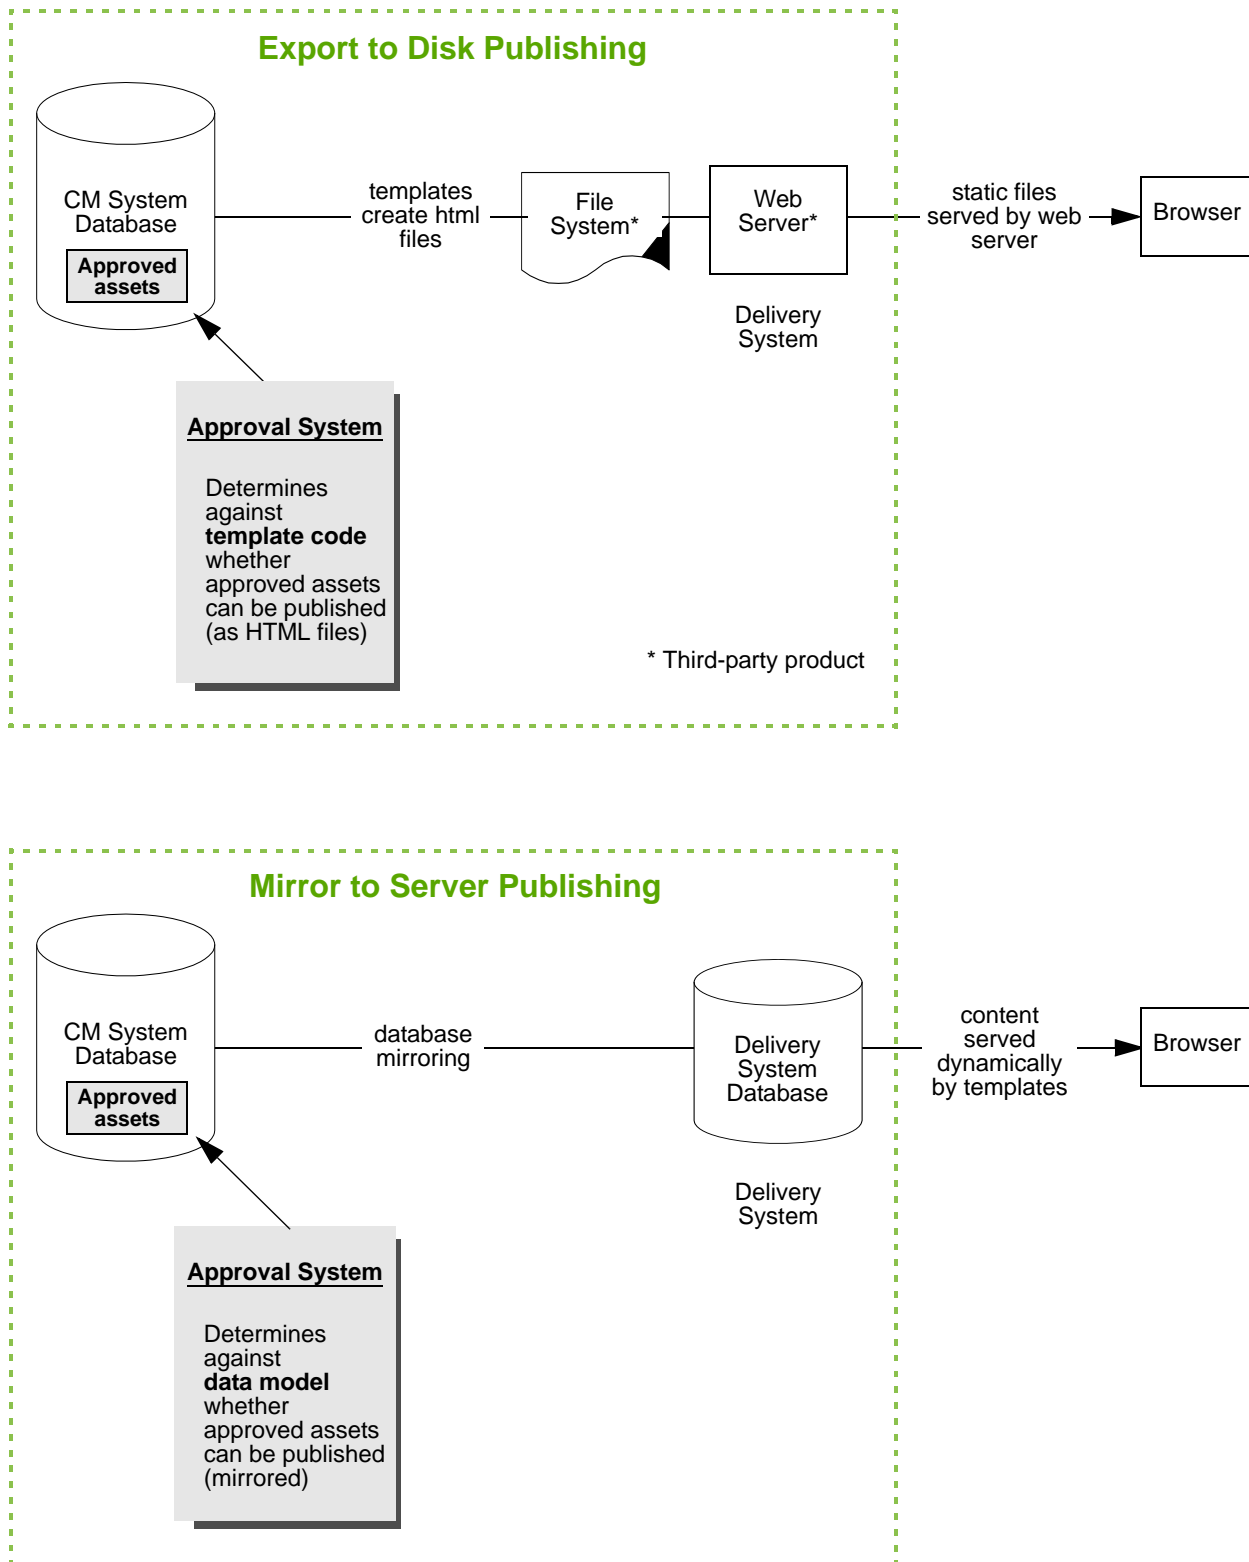 Export to Disk Publishing
CM System
Database
Approved
assets
templates
create html
files
File
System*
Web
Server*
Delivery
System
static files
served by web
server
Browser
Approval System
Determines
against
template code
whether
approved assets
can be published
(as HTML files)
* Third-party product
Mirror to Server Publishing
CM System
Database
Approved
assets
database
mirroring
Delivery
System
Database
Delivery
System
content
served
dynamically
by templates
Browser
Approval System
Determines
against
data model
whether
approved assets
can be published
(mirrored)